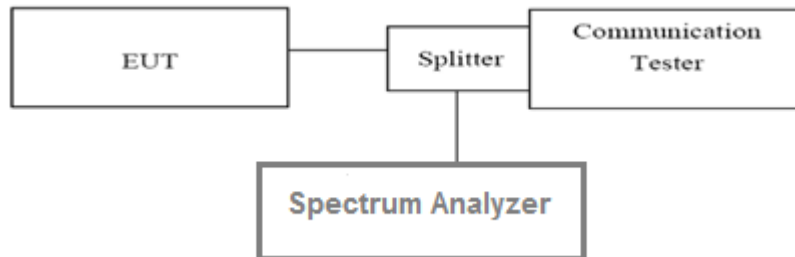 EUT
Splitter
Communication
Tester
Spectrum Analyzer